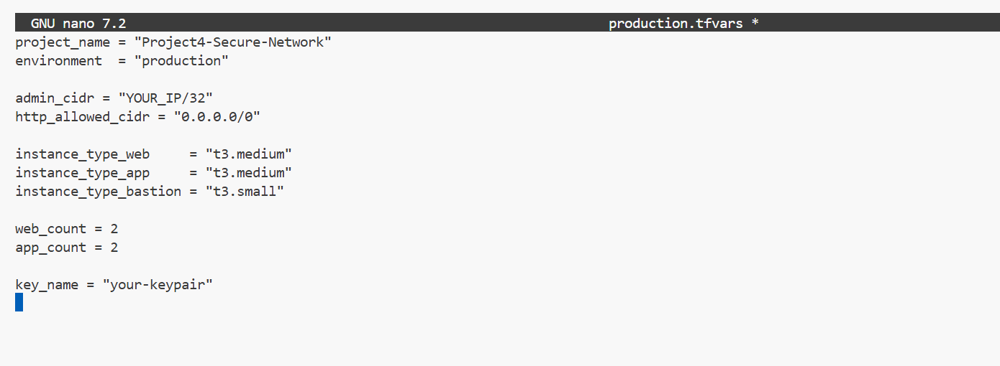 GNU nano 7.2 production.tfvars *
project_name = "Project4-Secure-Network"
environment  = "production"
admin_cidr = "YOUR_IP/32"
http_allowed_cidr = "0.0.0.0/0"
instance_type_web     = "t3.medium"
instance_type_app     = "t3.medium"
instance_type_bastion = "t3.small"
web_count = 2
app_count = 2
key_name = "your-keypair"